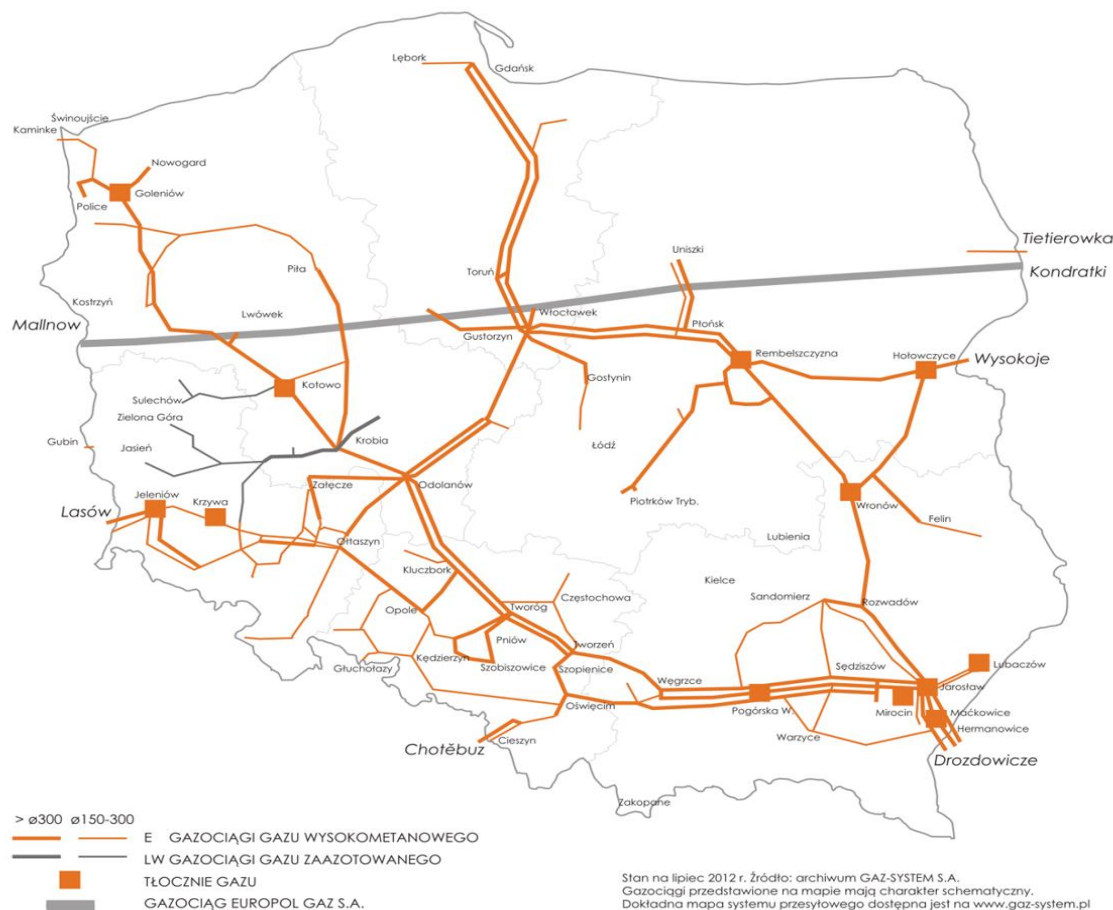 Lębork
Gdańsk
Świnoujście
Kaminke
Nowogard
Goleniów
Police
Tietierowka
Uniszki
Kondratki
Piła
Toruń
Kostrzyń
Lwówek
Włocławek
Mallnow
Płońsk
Gustorzyn
Rembelszczyzna
Hołowczyce
Wysokoje
Gostynin
Kotowo
Sulechów
Zielona Góra
Krobia
Gubin
Jasień
Łódź
Załęcze
Odolanów
Jeleniów
Krzywa
Piotrków Tryb.
Wronów
Lasów
Felin
Ołtaszyn
Lubienia
Kluczbork
Kielce
Częstochowa
Sandomierz
Opole
Tworóg
Rozwadów
Pniów
Tworzeń
Kędzierzyn
Szobiszowice
Szopienice
Sędziszów
Lubaczów
Głuchołazy
Węgrzce
Jarosław
Oświęcim
Pogórska W.
Mirocin
Maćkowice
Hermanowice
Warzyce
Cieszyn
Chotěbuz
Drozdowicze
Zakopane
> ø300 ø150-300
E GAZOCIĄGI GAZU WYSOKOMETANOWEGO
LW GAZOCIĄGI GAZU ZAAZOTOWANEGO
TŁOCZNIE GAZU
GAZOCIĄG EUROPOL GAZ S.A.
Stan na lipiec 2012 r. Źródło: archiwum GAZ-SYSTEM S.A.
Gazociągi przedstawione na mapie mają charakter schematyczny.
Dokładna mapa systemu przesyłowego dostępna jest na www.gaz-system.pl